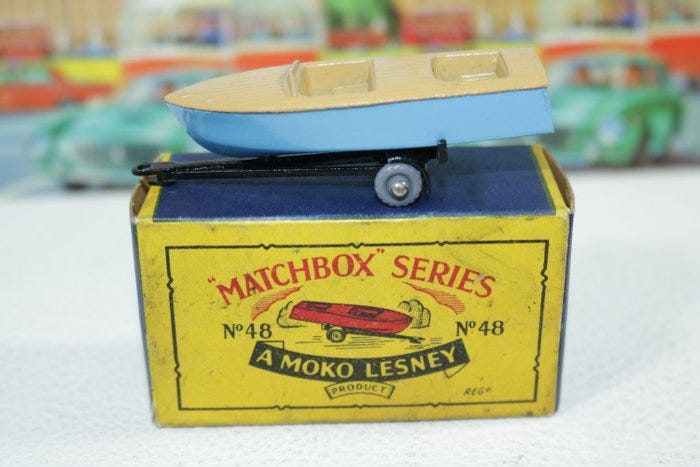 "MATCHBOX" SERIES
No48 No48
A MOKO LESNEY
PRODUCT
REGD